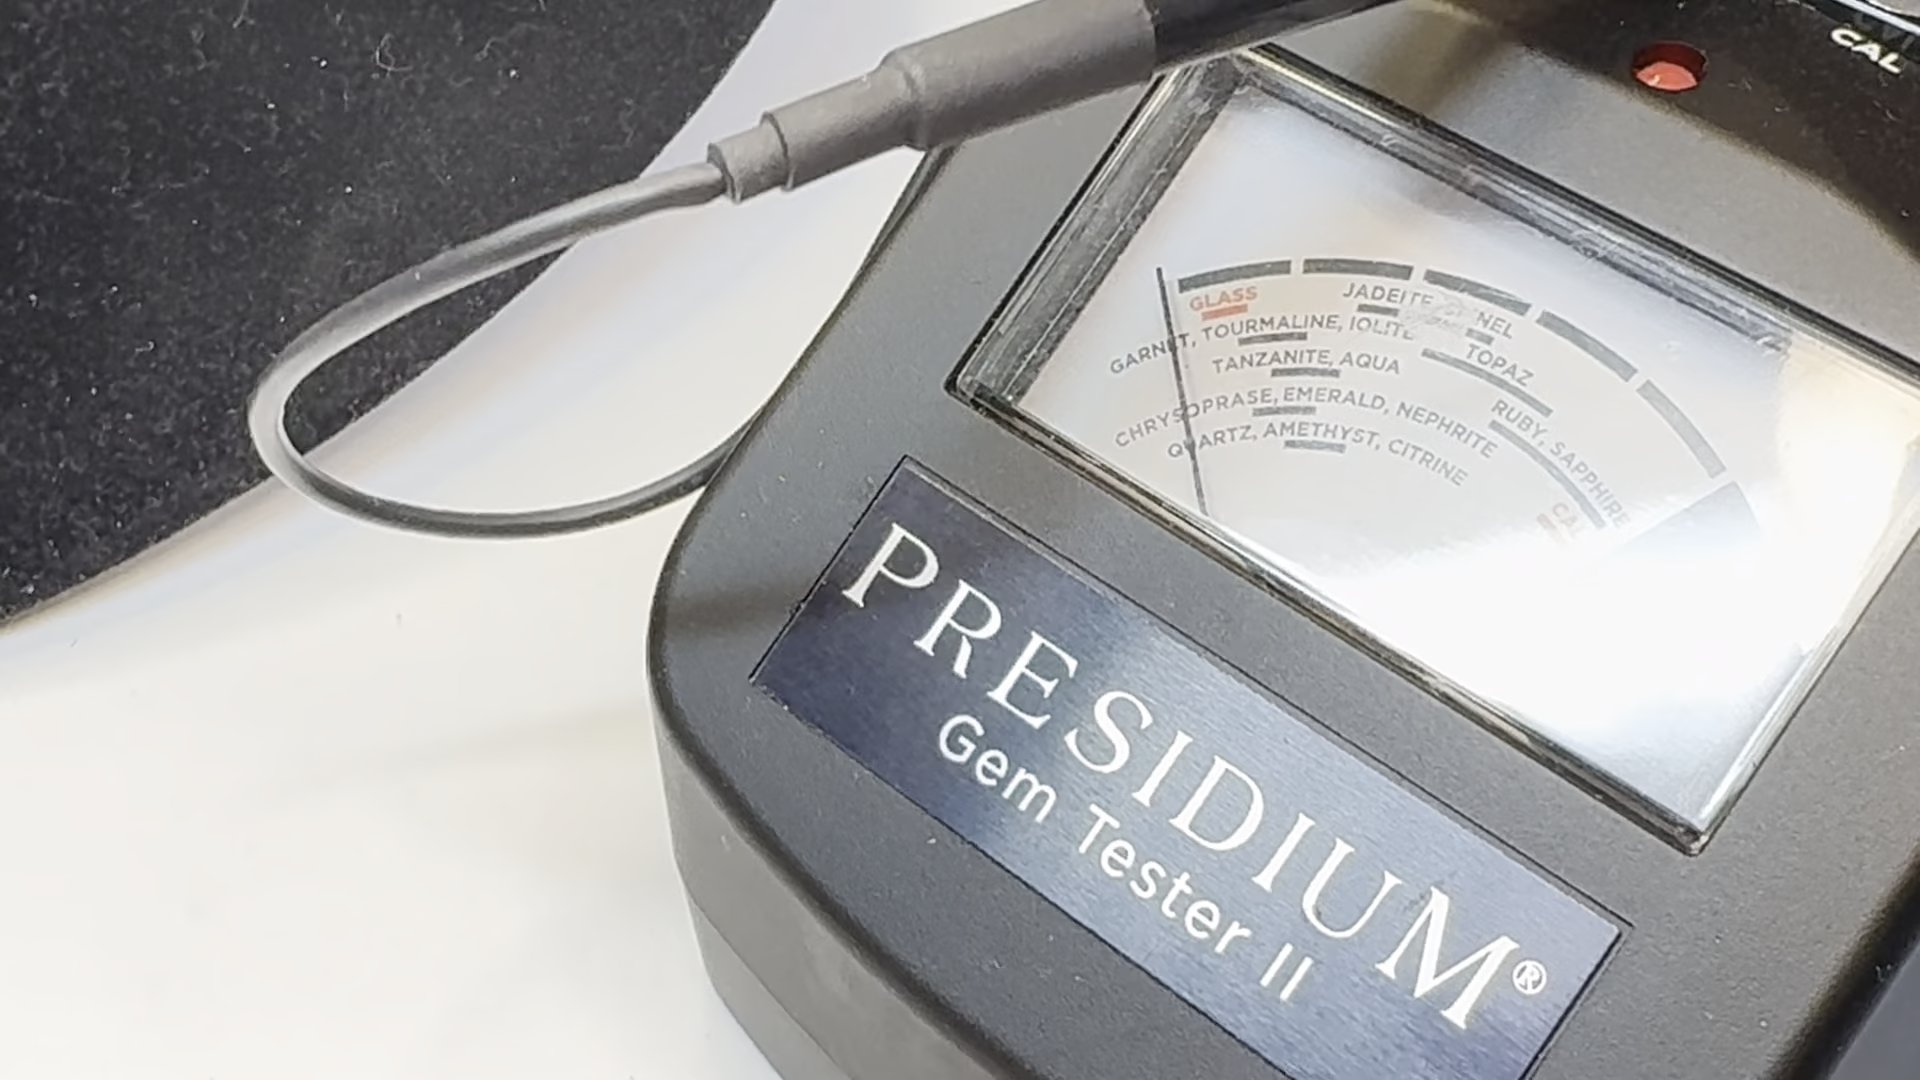 CAL
GLASS
JADEITE
GARNET, TOURMALINE, IOLITE
TOPAZ
TANZANITE, AQUA
RUBY, SAPPHIRE
CHRYSOPRASE, EMERALD, NEPHRITE
QUARTZ, AMETHYST, CITRINE
PRESIDIUM®
Gem Tester II